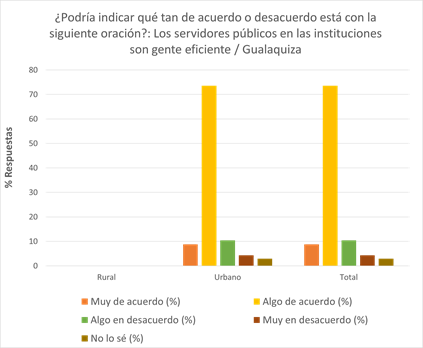 ¿Podría indicar qué tan de acuerdo o desacuerdo está con la
siguiente oración?: Los servidores públicos en las instituciones
son gente eficiente / Gualaquiza
% Respuestas
80
70
60
50
40
30
20
10
0
Rural Urbano Total
Muy de acuerdo (%) Algo de acuerdo (%)
Algo en desacuerdo (%) Muy en desacuerdo (%)
No lo sé (%)